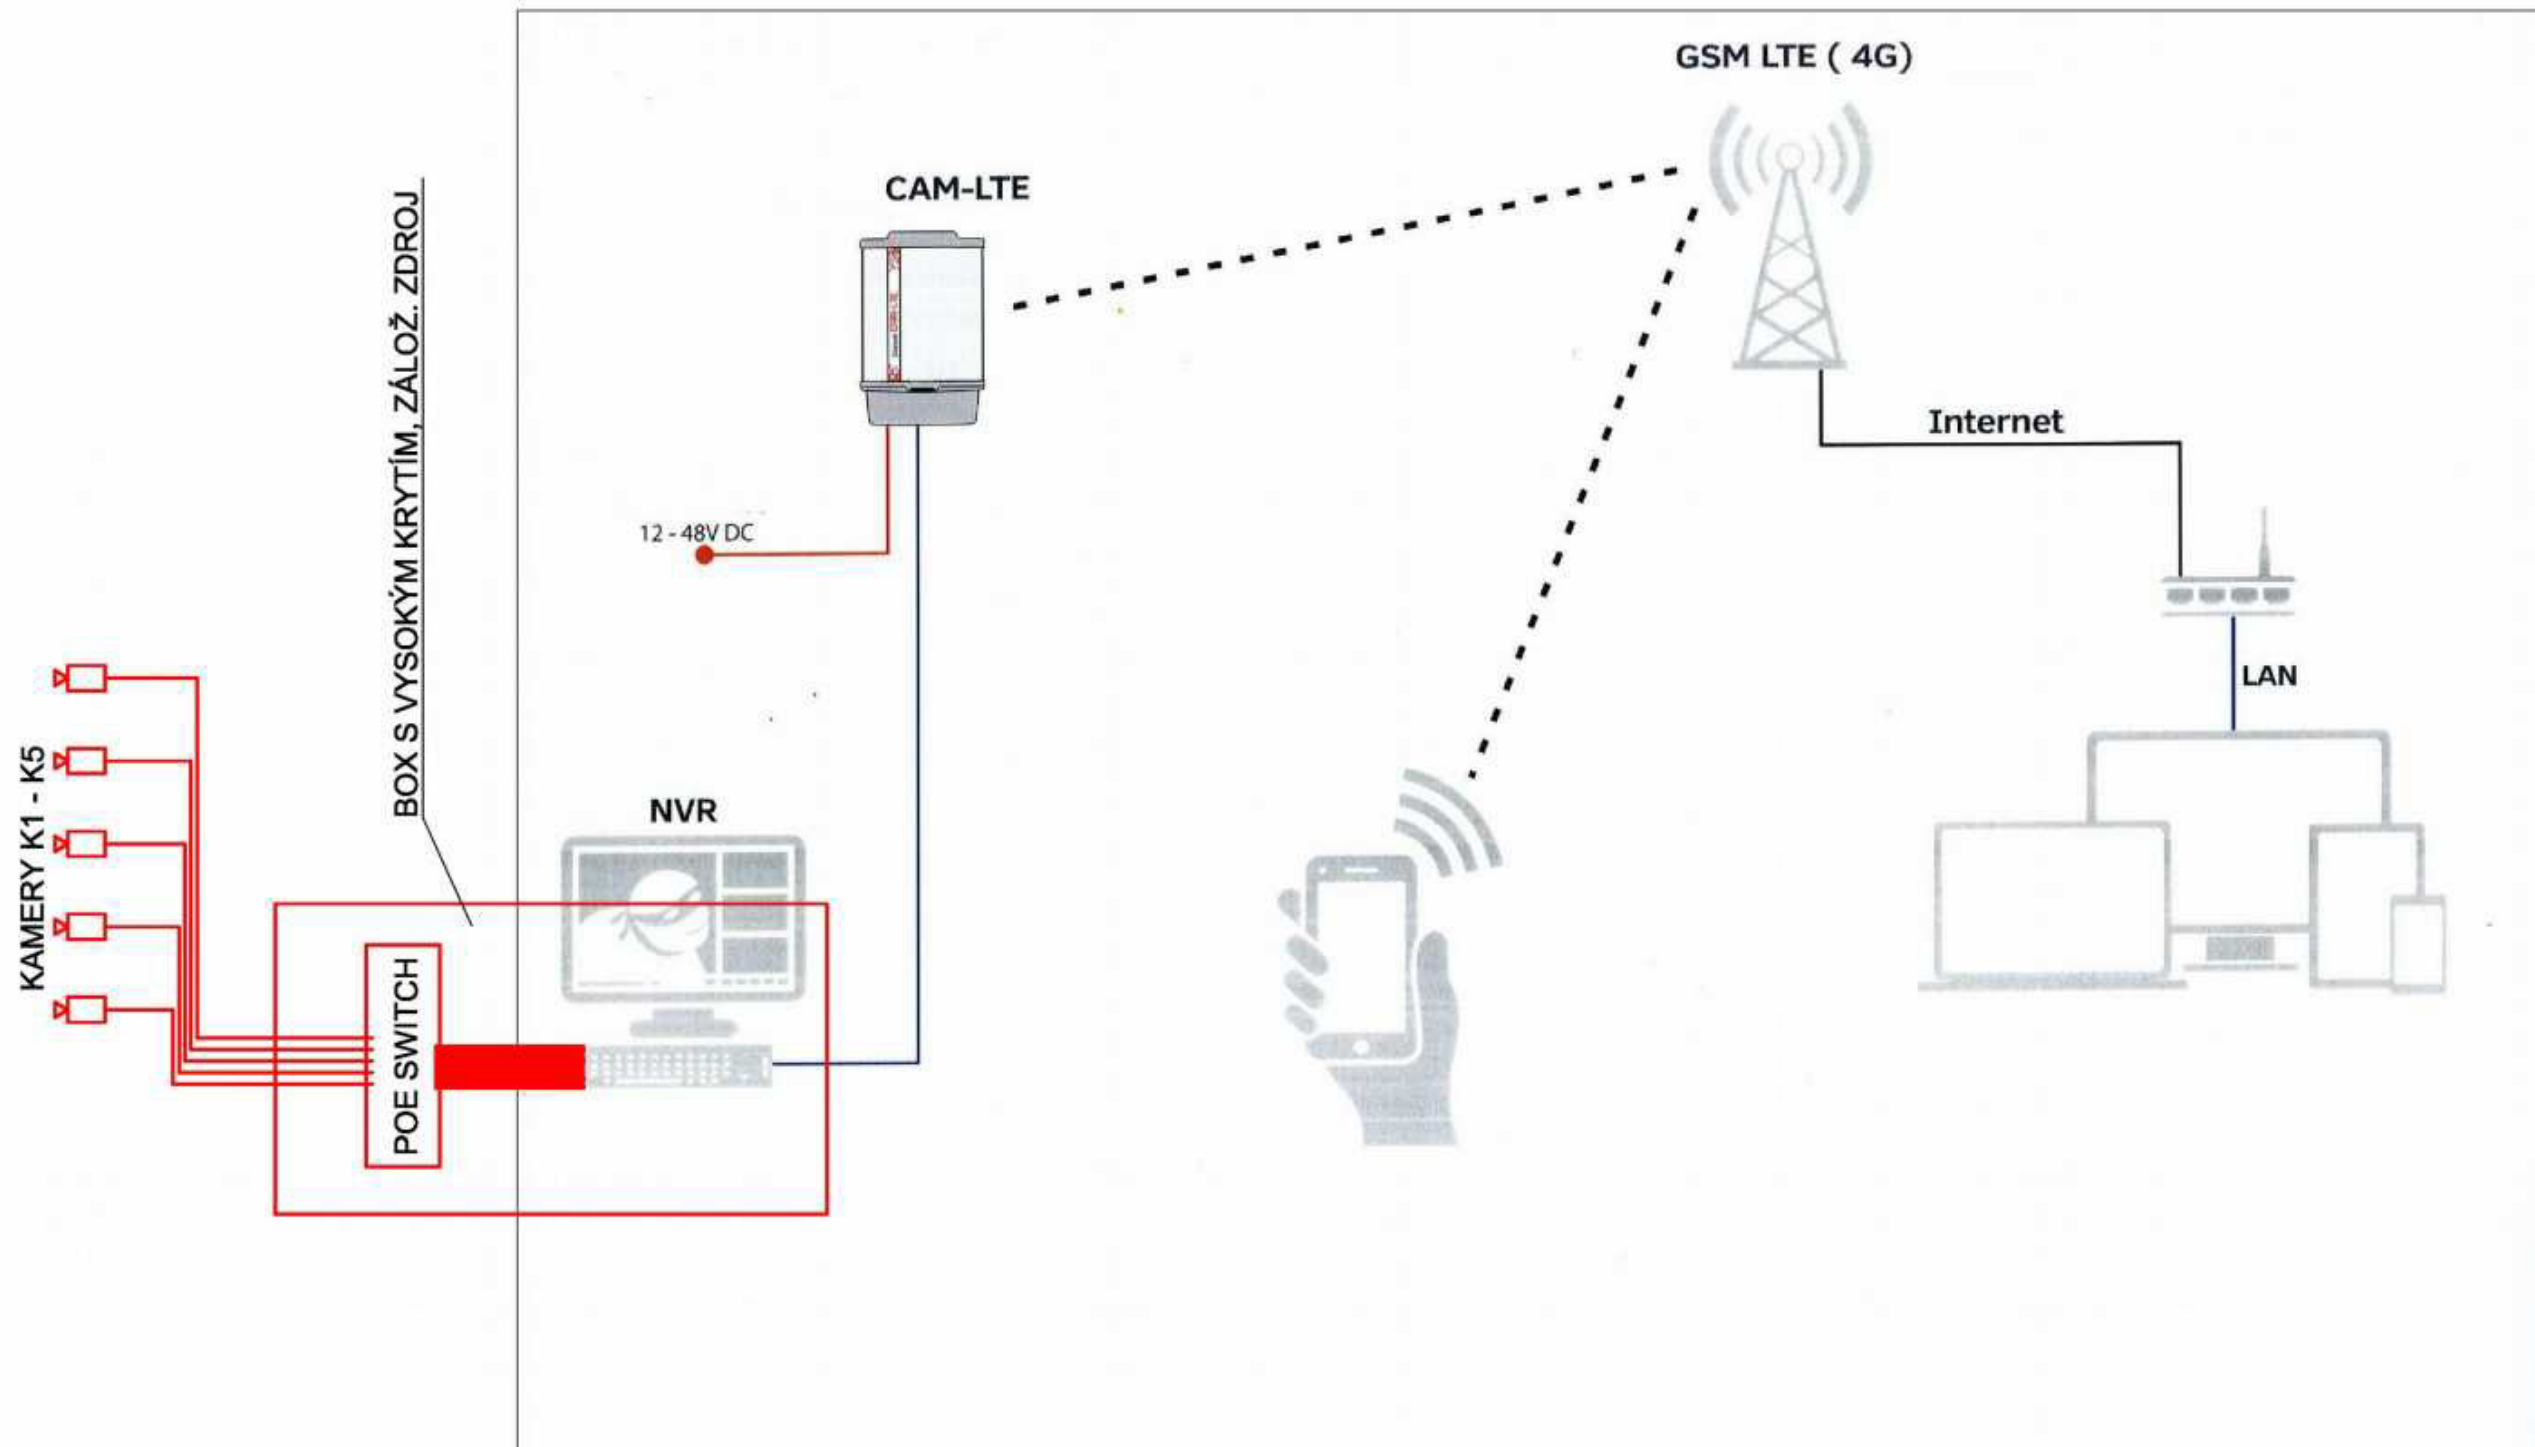 GSM LTE ( 4G)
CAM-LTE
BOX S VYSOKÝM KRYTÍM, ZÁLOŽ. ZDROJ
Internet
12 - 48V DC
LAN
KAMERY K1 - K5
NVR
POE SWITCH